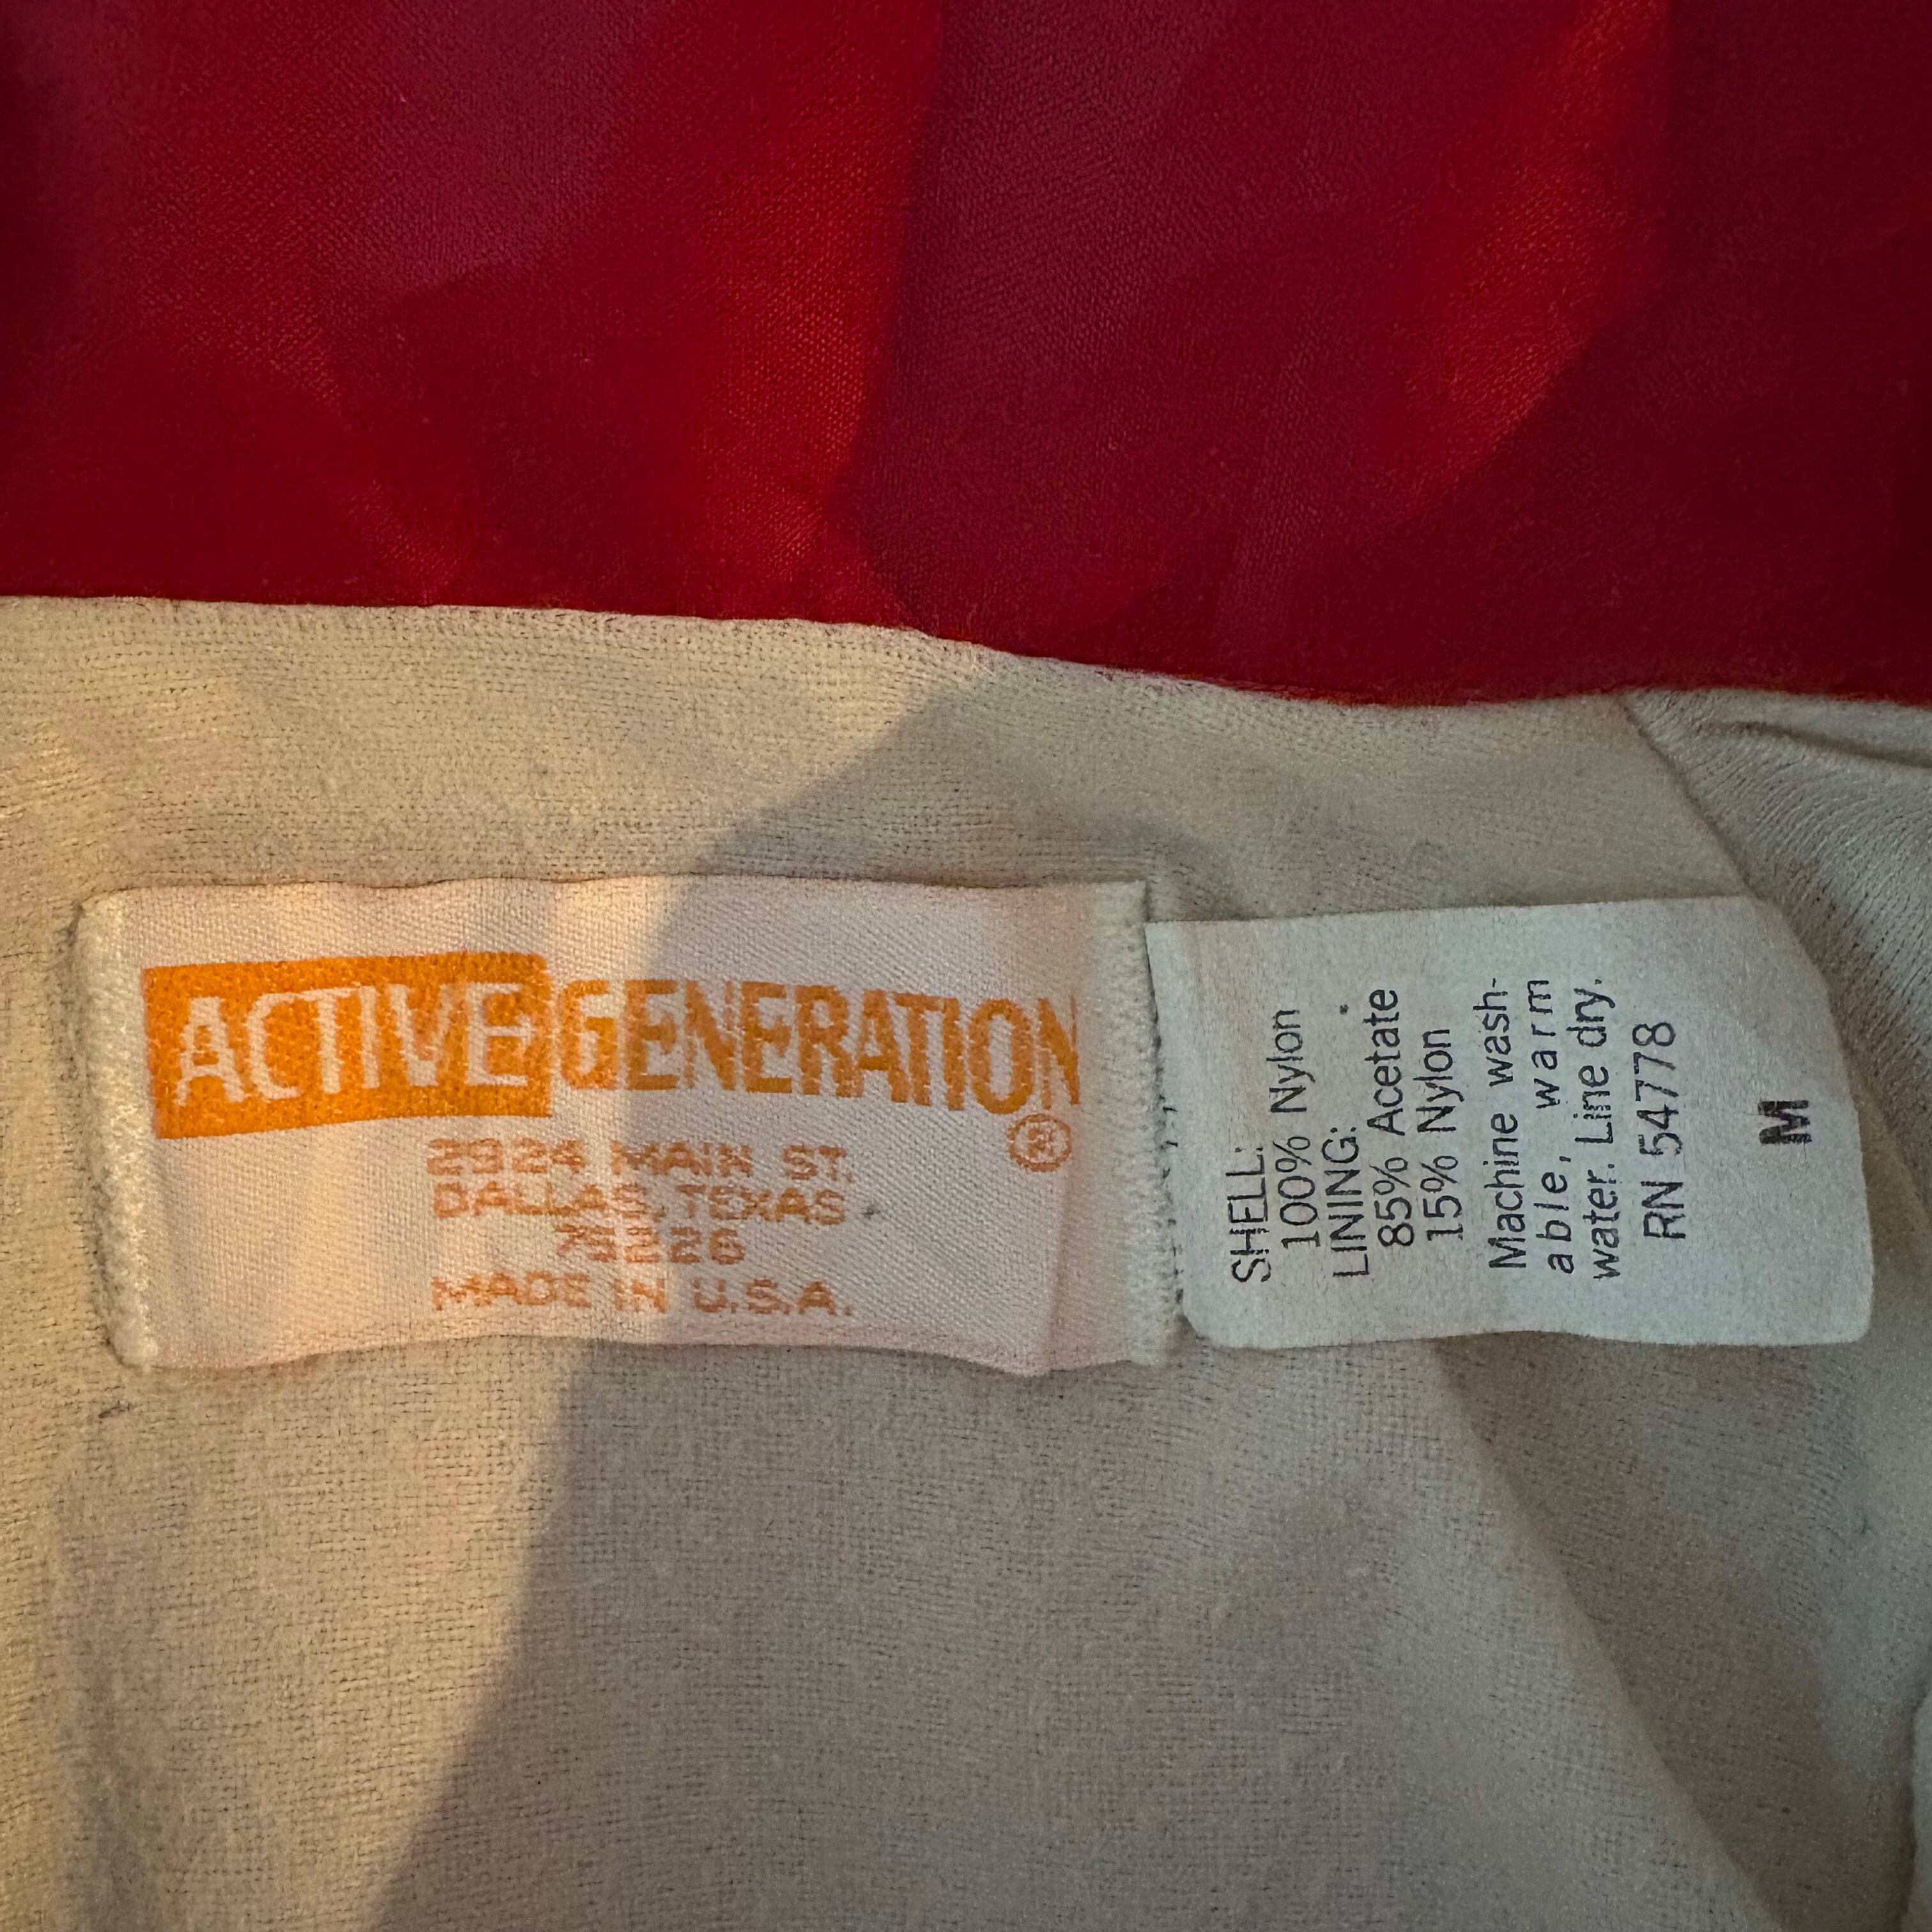 ACTIVE GENERATION
®
2924 MAIN ST.
DALLAS, TEXAS
75226
MADE IN U.S.A.
SHELL:
100% Nylon
LINING:
85% Acetate
15% Nylon
Machine wash-
able, warm
water. Line dry.
RN 54778
M